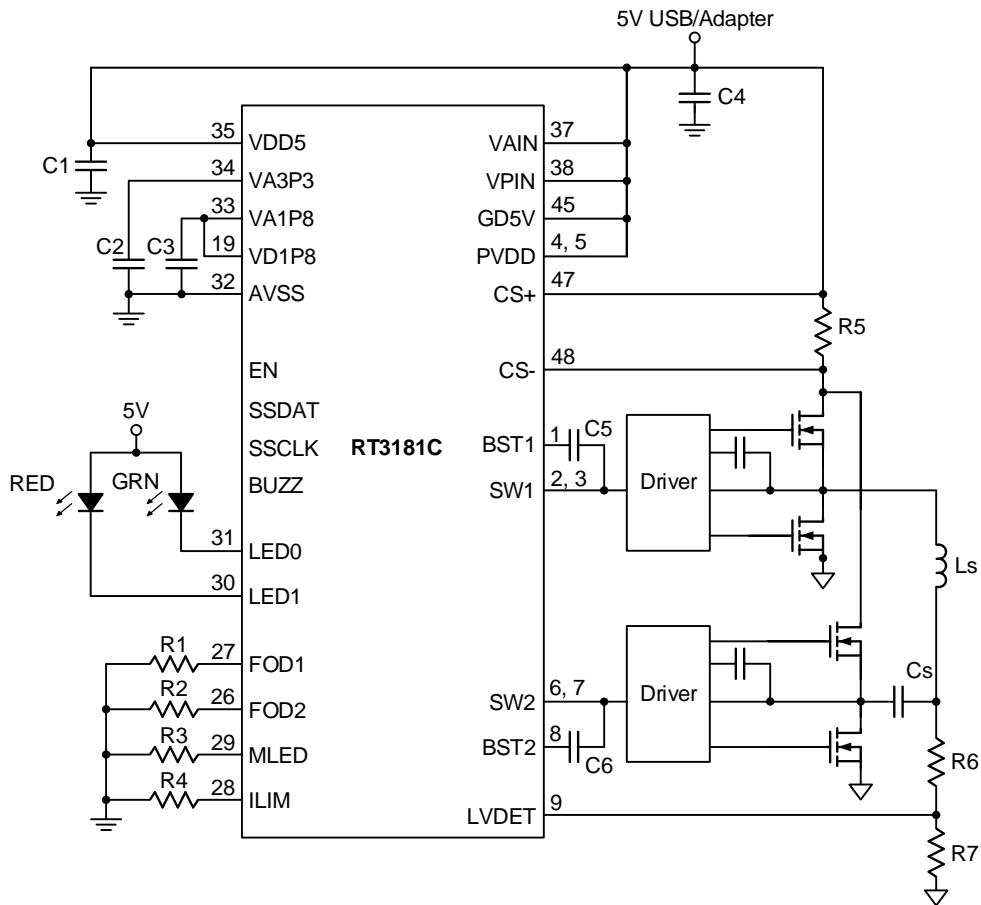 5V USB/Adapter
C4
35 VDD5 VAIN 37
C1
34 VA3P3 VPIN 38
33 VA1P8 GD5V 45
C2 C3
19 VD1P8 PVDD 4, 5
32 AVSS CS+ 47
R5
EN CS- 48
5V
SSDAT
RED GRN
SSCLK RT3181C BST1 1 C5
BUZZ SW1 2, 3 Driver
31 LED0
Ls
30 LED1
R1 27 FOD1
R2 26 FOD2 SW2 6, 7 Driver Cs
R3 29 MLED BST2 8 C6
R6
R4 28 ILIM
LVDET 9
R7